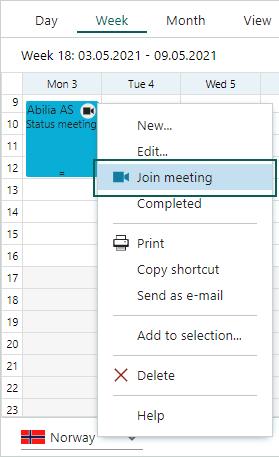 Day Week Month View
Week 18: 03.05.2021 - 09.05.2021
Mon 3 Tue 4 Wed 5
9
Abilia AS
10
Status meeting
11
12
13
14
15
16
17
18
19
20
21
22
23
New...
Edit...
Join meeting
Completed
Print
Copy shortcut
Send as e-mail
Add to selection...
Delete
Help
Norway